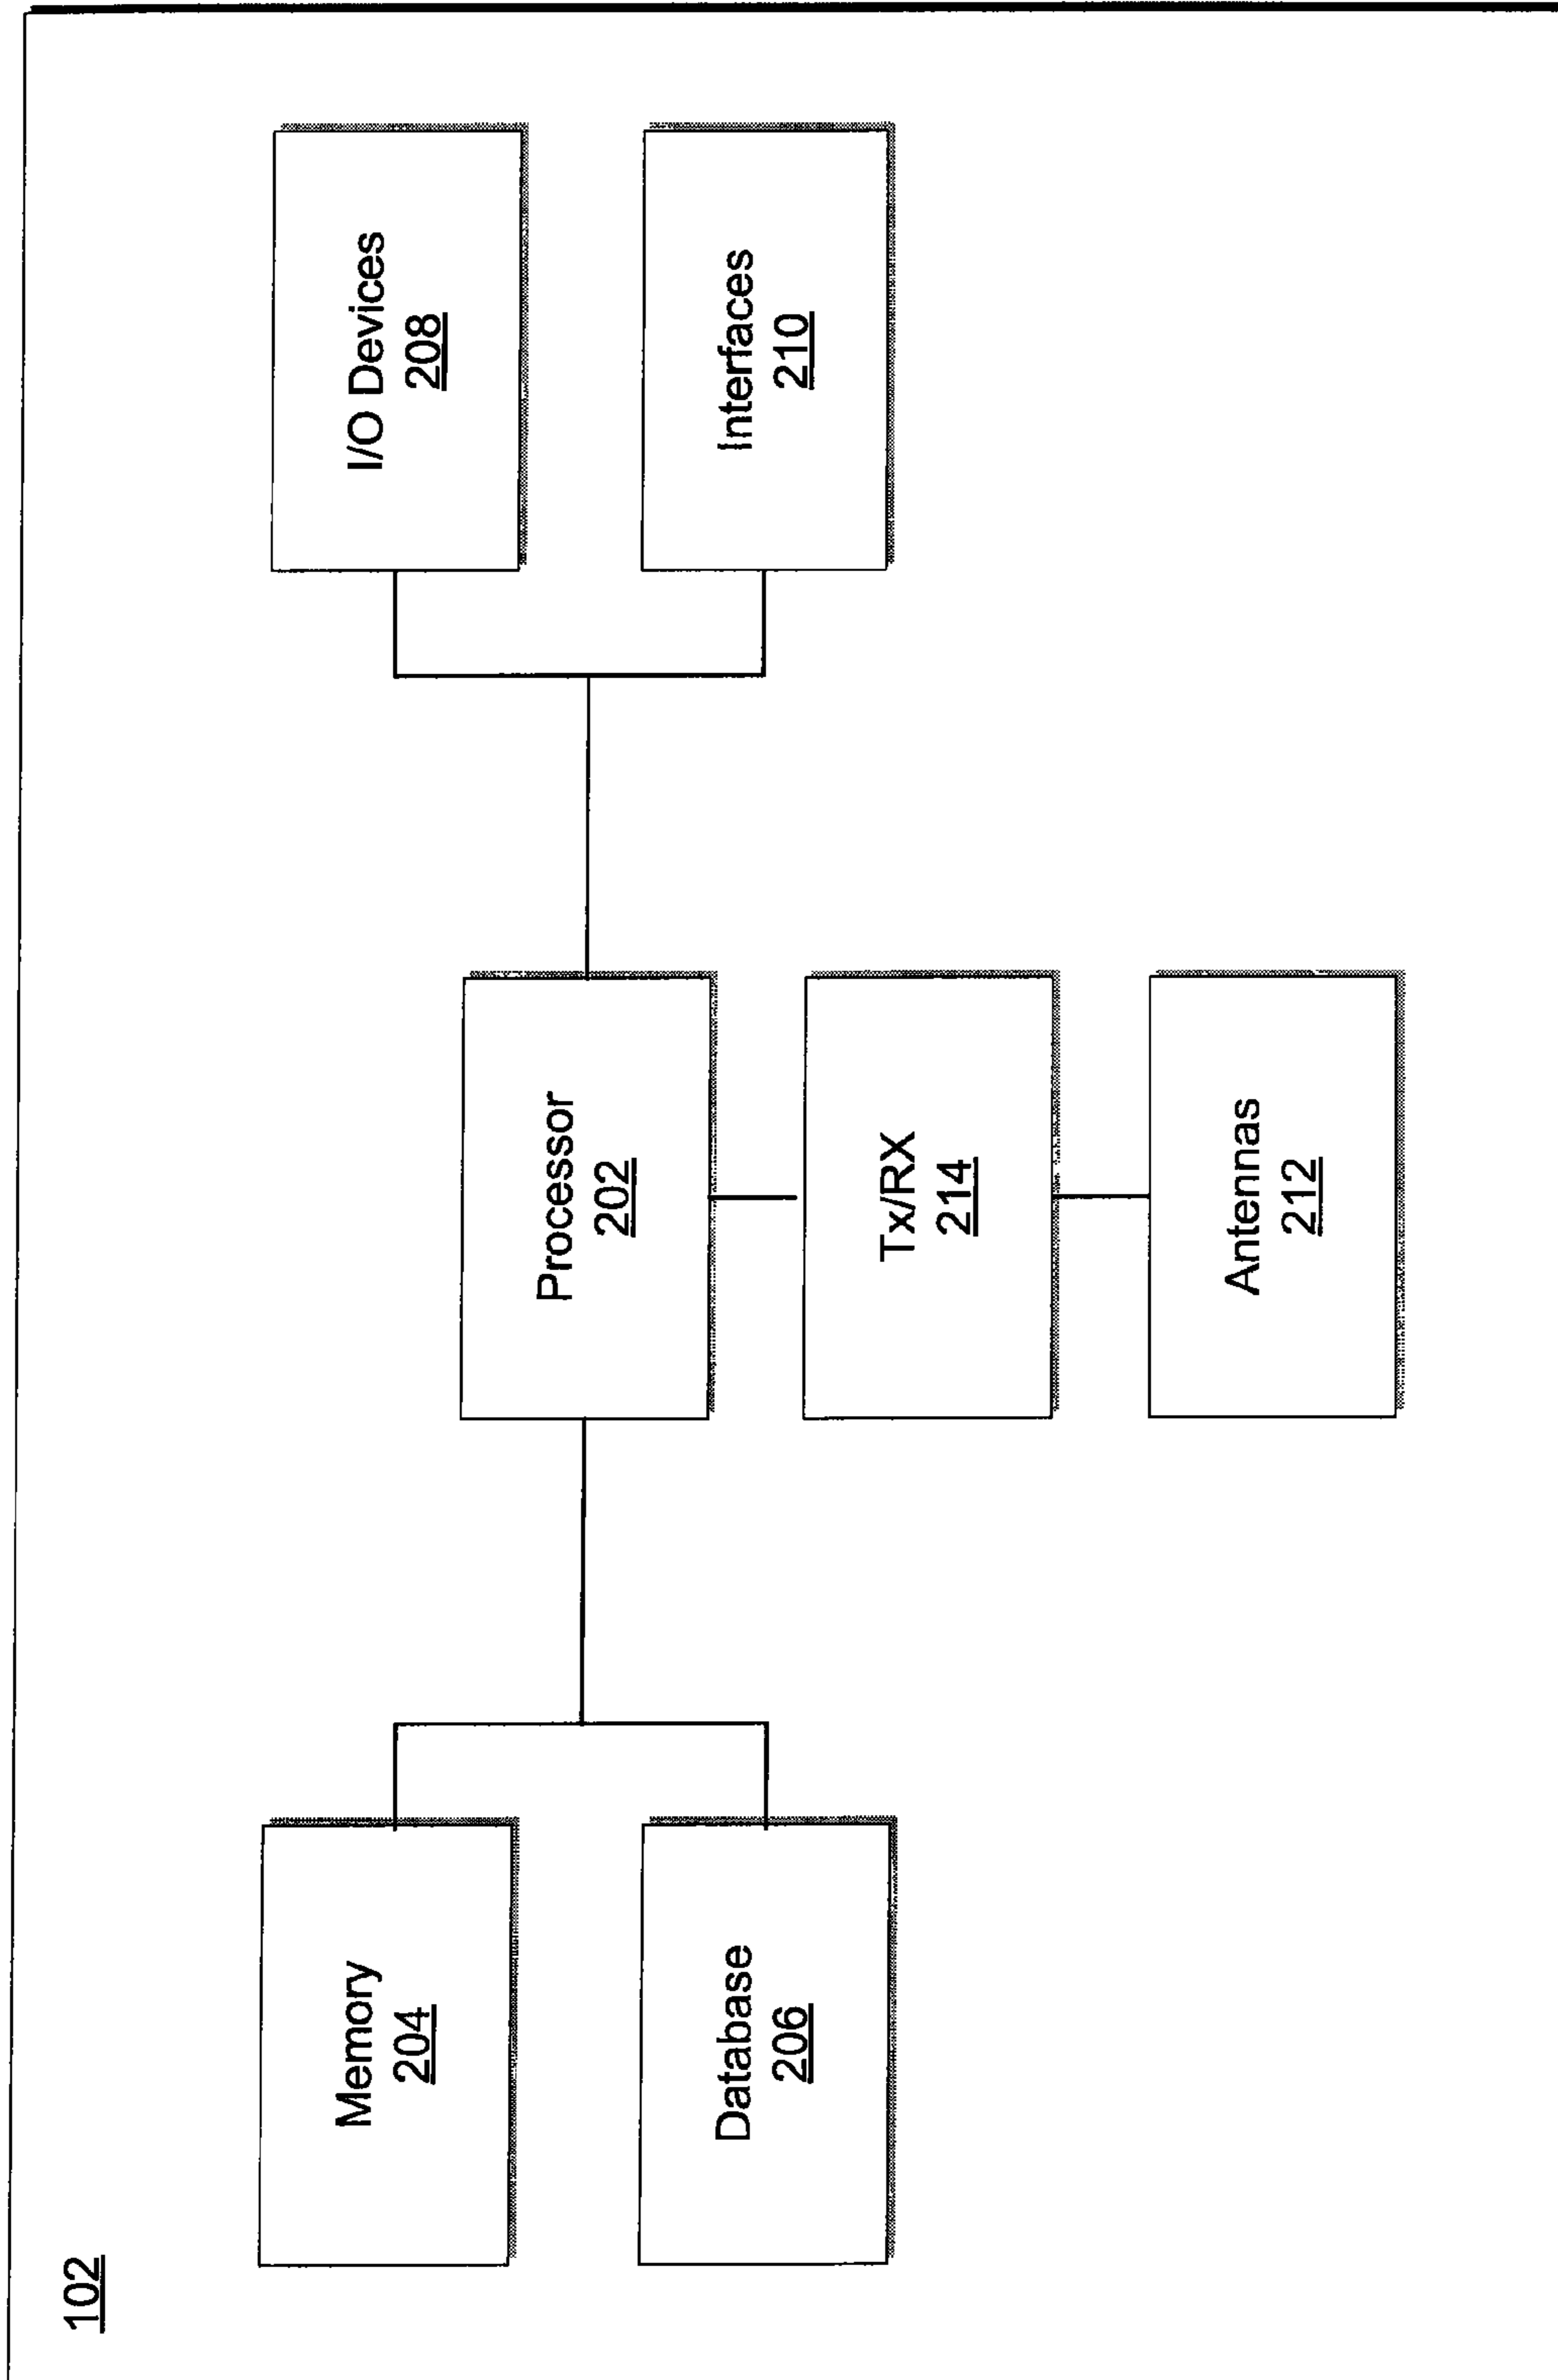 102
Memory
204
Database
206
Processor
202
Tx/RX
214
Antennas
212
I/O Devices
208
Interfaces
210